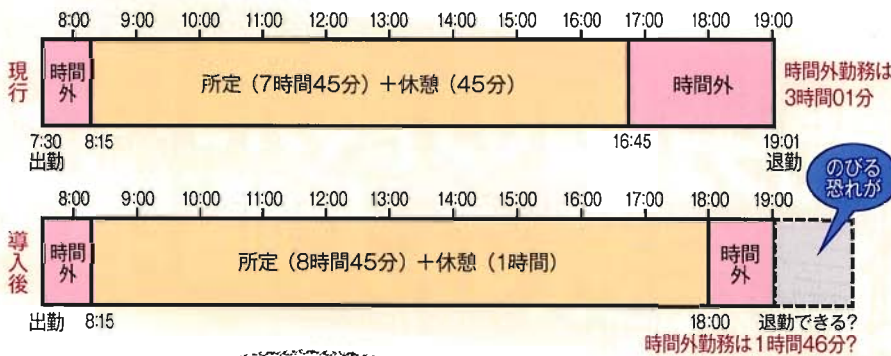 8:00 9:00 10:00 11:00 12:00 13:00 14:00 15:00 16:00 17:00 18:00 19:00
現行
時間外
所定（7時間45分）＋休憩（45分）
時間外
時間外勤務は
3時間01分
7:30 8:15 16:45 19:01
出勤 退勤
のびる
恐れが
8:00 9:00 10:00 11:00 12:00 13:00 14:00 15:00 16:00 17:00 18:00 19:00
導入後
時間外
所定（8時間45分）＋休憩（1時間）
時間外
出勤 8:15 18:00 退勤できる?
時間外勤務は1時間46分?